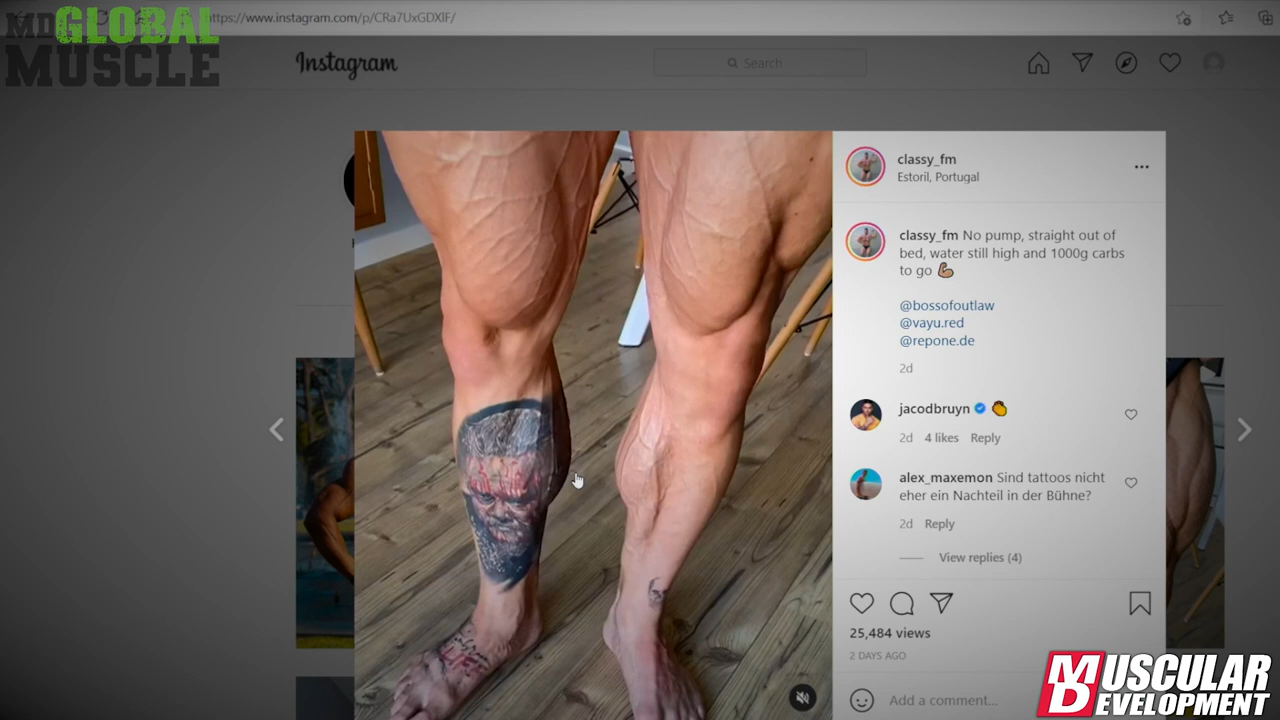 https://www.instagram.com/p/CRa7UxGDXlF/
MD GLOBAL
MUSCLE
Instagram
Search
classy_fm
Estoril, Portugal
classy_fm No pump, straight out of
bed, water still high and 1000g carbs
to go
@bossofoutlaw
@vayu.red
@repone.de
2d
jacodbruyn
2d 4 likes Reply
alex_maxemon Sind tattoos nicht
eher ein Nachteil in der Bühne?
2d Reply
View replies (4)
25,484 views
2 DAYS AGO
Add a comment...
MUSCULAR
DEVELOPMENT